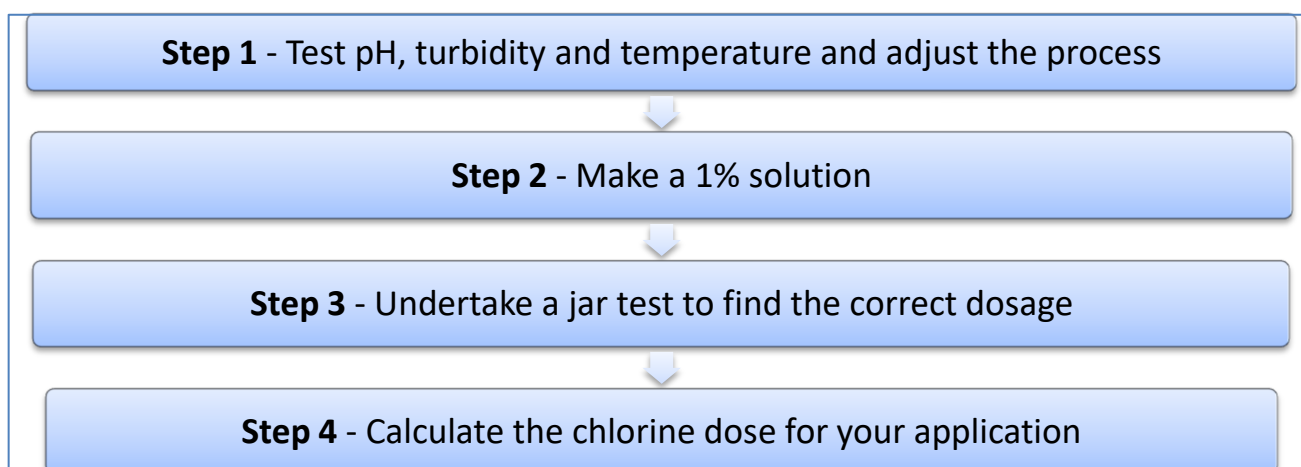 Step 1 - Test pH, turbidity and temperature and adjust the process
Step 2 - Make a 1% solution
Step 3 - Undertake a jar test to find the correct dosage
Step 4 - Calculate the chlorine dose for your application